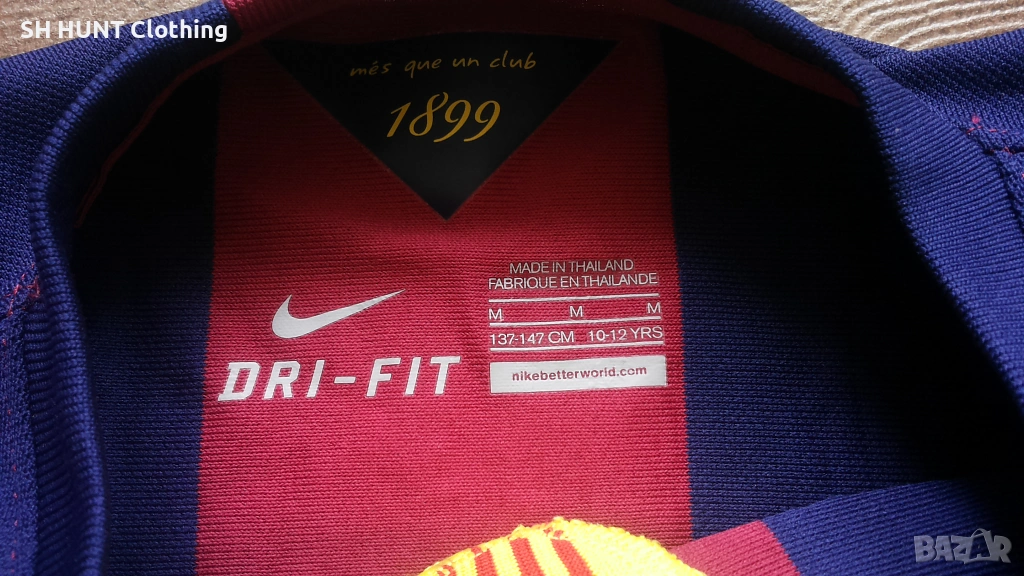 SH HUNT Clothing
més que un club
1899
MADE IN THAILAND
FABRIQUE EN THAILANDE
M M M
137-147 CM 10-12 YRS
nikebetterworld.com
DRI-FIT
BAZAR